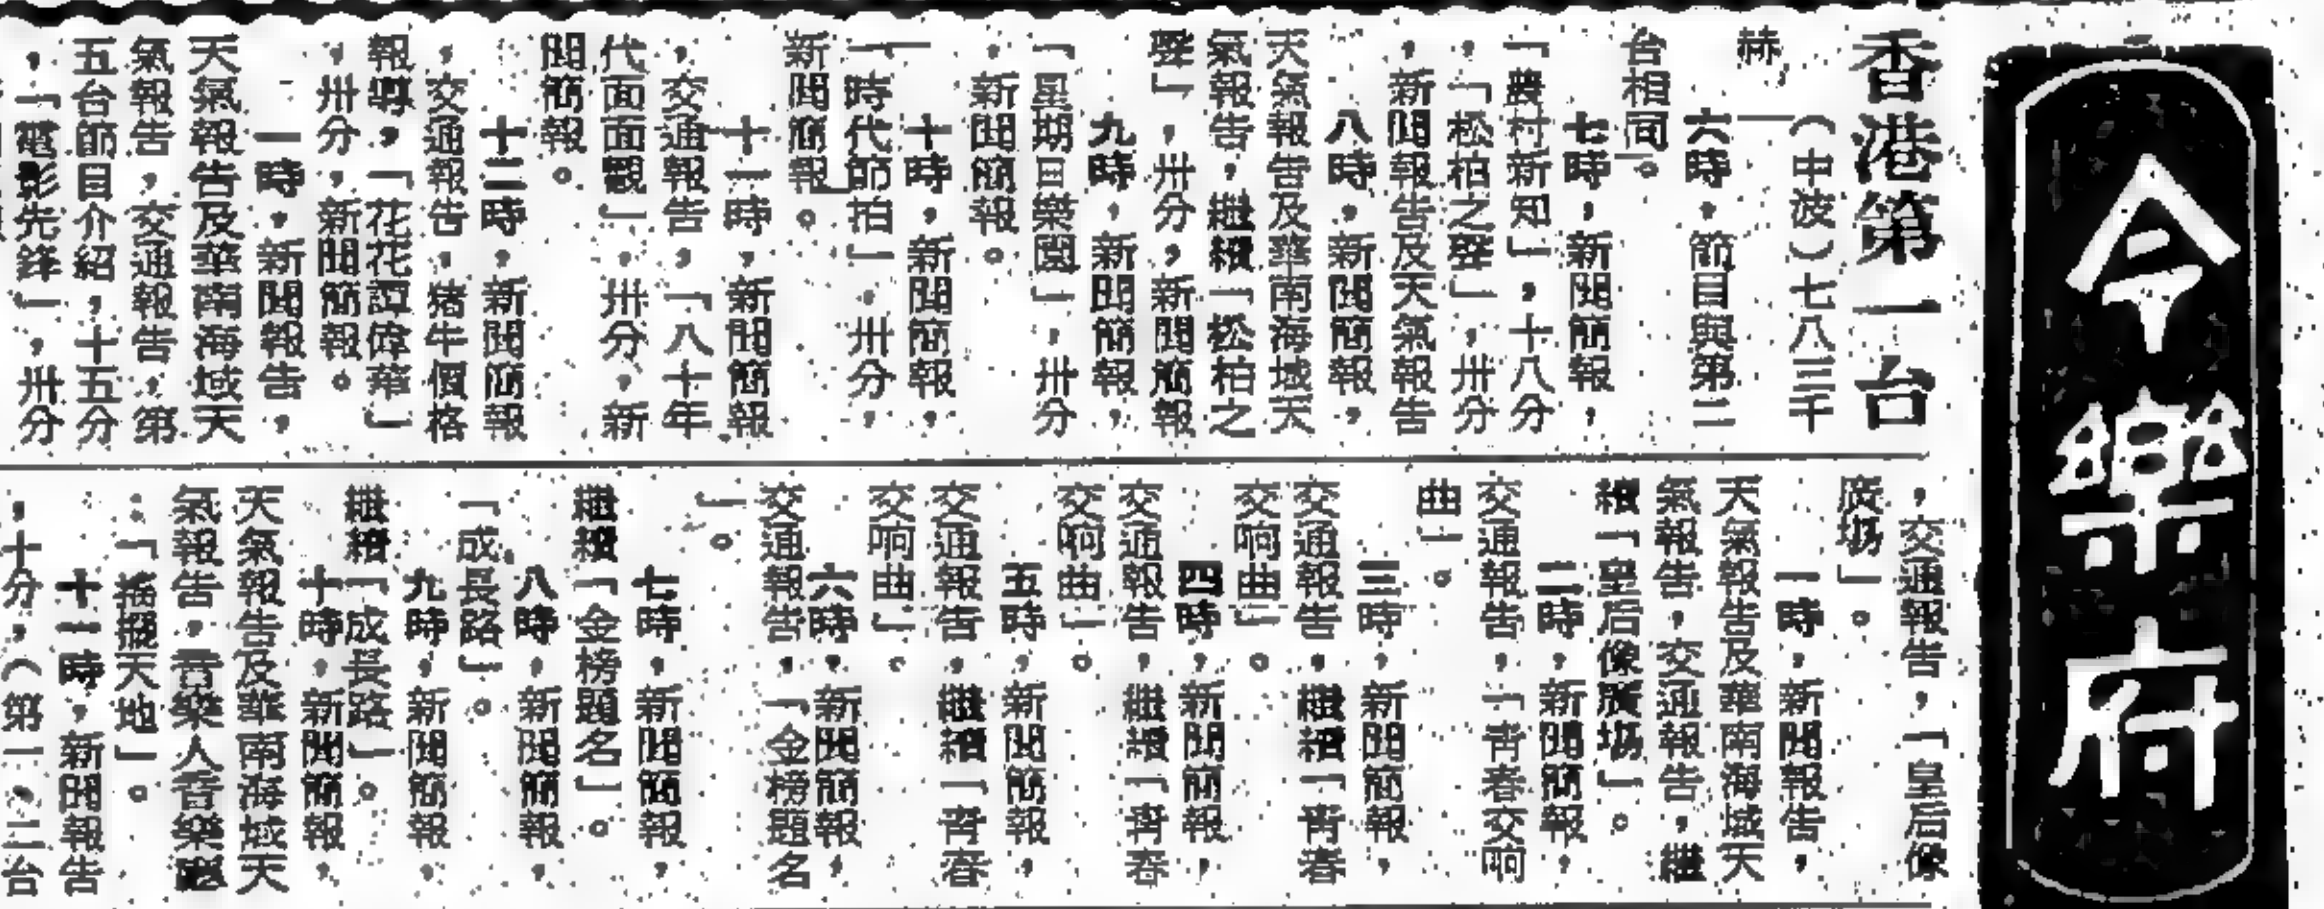 今樂府
香港第一台
（中波）七八三千
赫
六時，節目與第二
台相同。
七時，新聞簡報，
「農村新知」，十八分
，「松柏之聲」，卅分
，新聞報告及天氣報告
八時，新聞簡報，
天氣報告及華南海域天
氣報告，繼續「松柏之
聲」，卅分，新聞簡報
九時，新聞簡報，
「星期日樂園」，卅分
，新聞簡報。
十時，新聞簡報，
「時代節拍」，卅分，
新聞簡報。
十一時，新聞簡報
，交通報告，「八十年
代面面觀」，卅分，新
聞簡報。
十二時，新聞簡報
，交通報告，豬牛價格
報導，「花花譚偉華」
，卅分，新聞簡報。
一時，新聞報告，
天氣報告及華南海域天
氣報告，交通報告，第
五台節目介紹，十五分
，「電影先鋒」，卅分
，交通報告，「皇后像
廣場」。
一時，新聞報告，
天氣報告及華南海域天
氣報告，交通報告，繼
續「皇后像廣場」。
二時，新聞簡報，
交通報告，「青春交响
曲」。
三時，新聞簡報，
交通報告，繼續「青春
交响曲」。
四時，新聞簡報，
交通報告，繼續「青春
交响曲」。
五時，新聞簡報，
交通報告，繼續「青春
交响曲」。
六時，新聞簡報，
交通報告，「金榜題名
」。
七時，新聞簡報，
繼續「金榜題名」。
八時，新聞簡報，
「成長路」。
九時，新聞簡報，
繼續「成長路」。
十時，新聞簡報，
天氣報告及華南海域天
氣報告，音樂人音樂
：「搖擺天地」。
十一時，新聞報告
，十分，（第一，二台